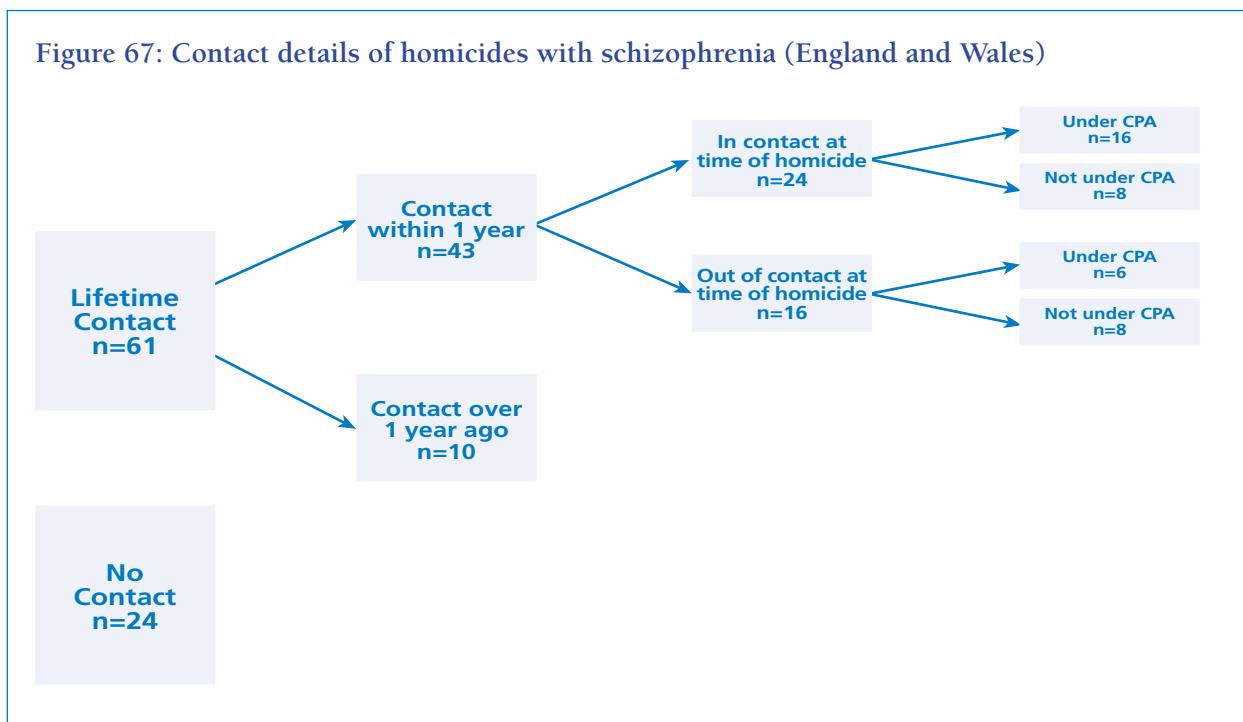 Figure 67: Contact details of homicides with schizophrenia (England and Wales)
Lifetime
Contact
n=61
No
Contact
n=24
Contact
within 1 year
n=43
Contact over
1 year ago
n=10
In contact at
time of homicide
n=24
Out of contact at
time of homicide
n=16
Under CPA
n=16
Not under CPA
n=8
Under CPA
n=6
Not under CPA
n=8